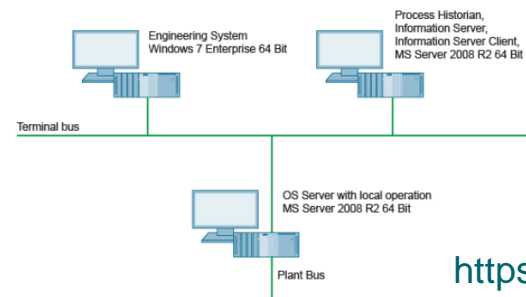 Process Historian,
Information Server,
Information Server Client,
MS Server 2008 R2 64 Bit
Engineering System
Windows 7 Enterprise 64 Bit
Terminal bus
OS Server with local operation
MS Server 2008 R2 64 Bit
https
Plant Bus